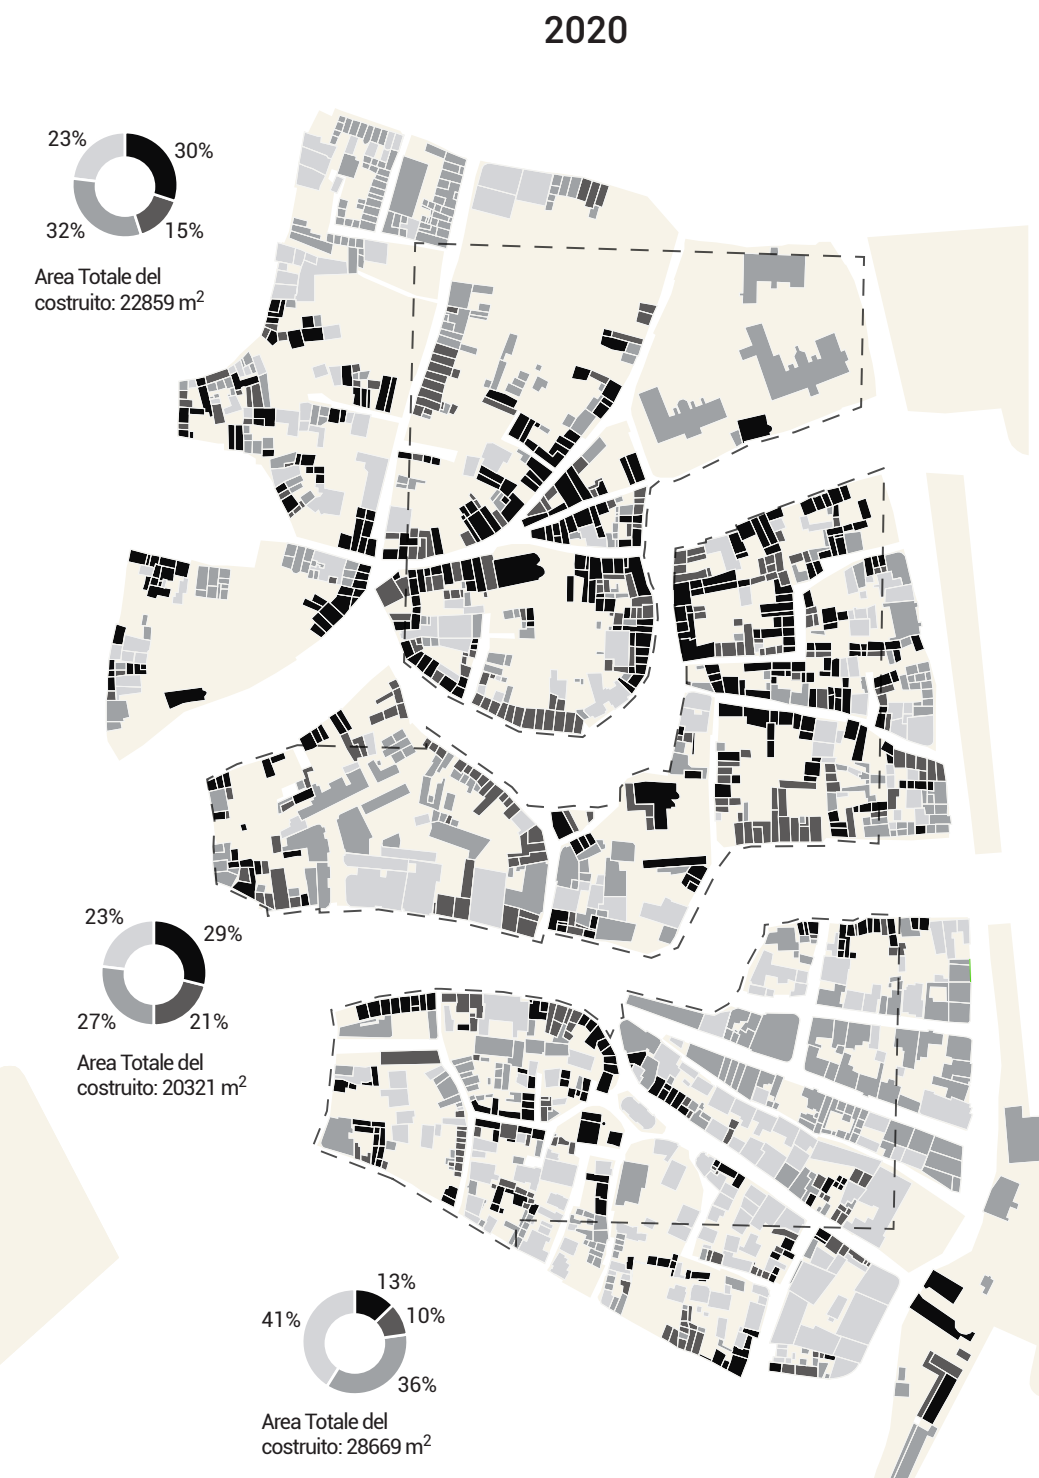 2020
23%
30%
32%
15%
Area Totale del
costruito: 22859 m²
23%
29%
27%
21%
Area Totale del
costruito: 20321 m²
13%
41%
10%
36%
Area Totale del
costruito: 28669 m²